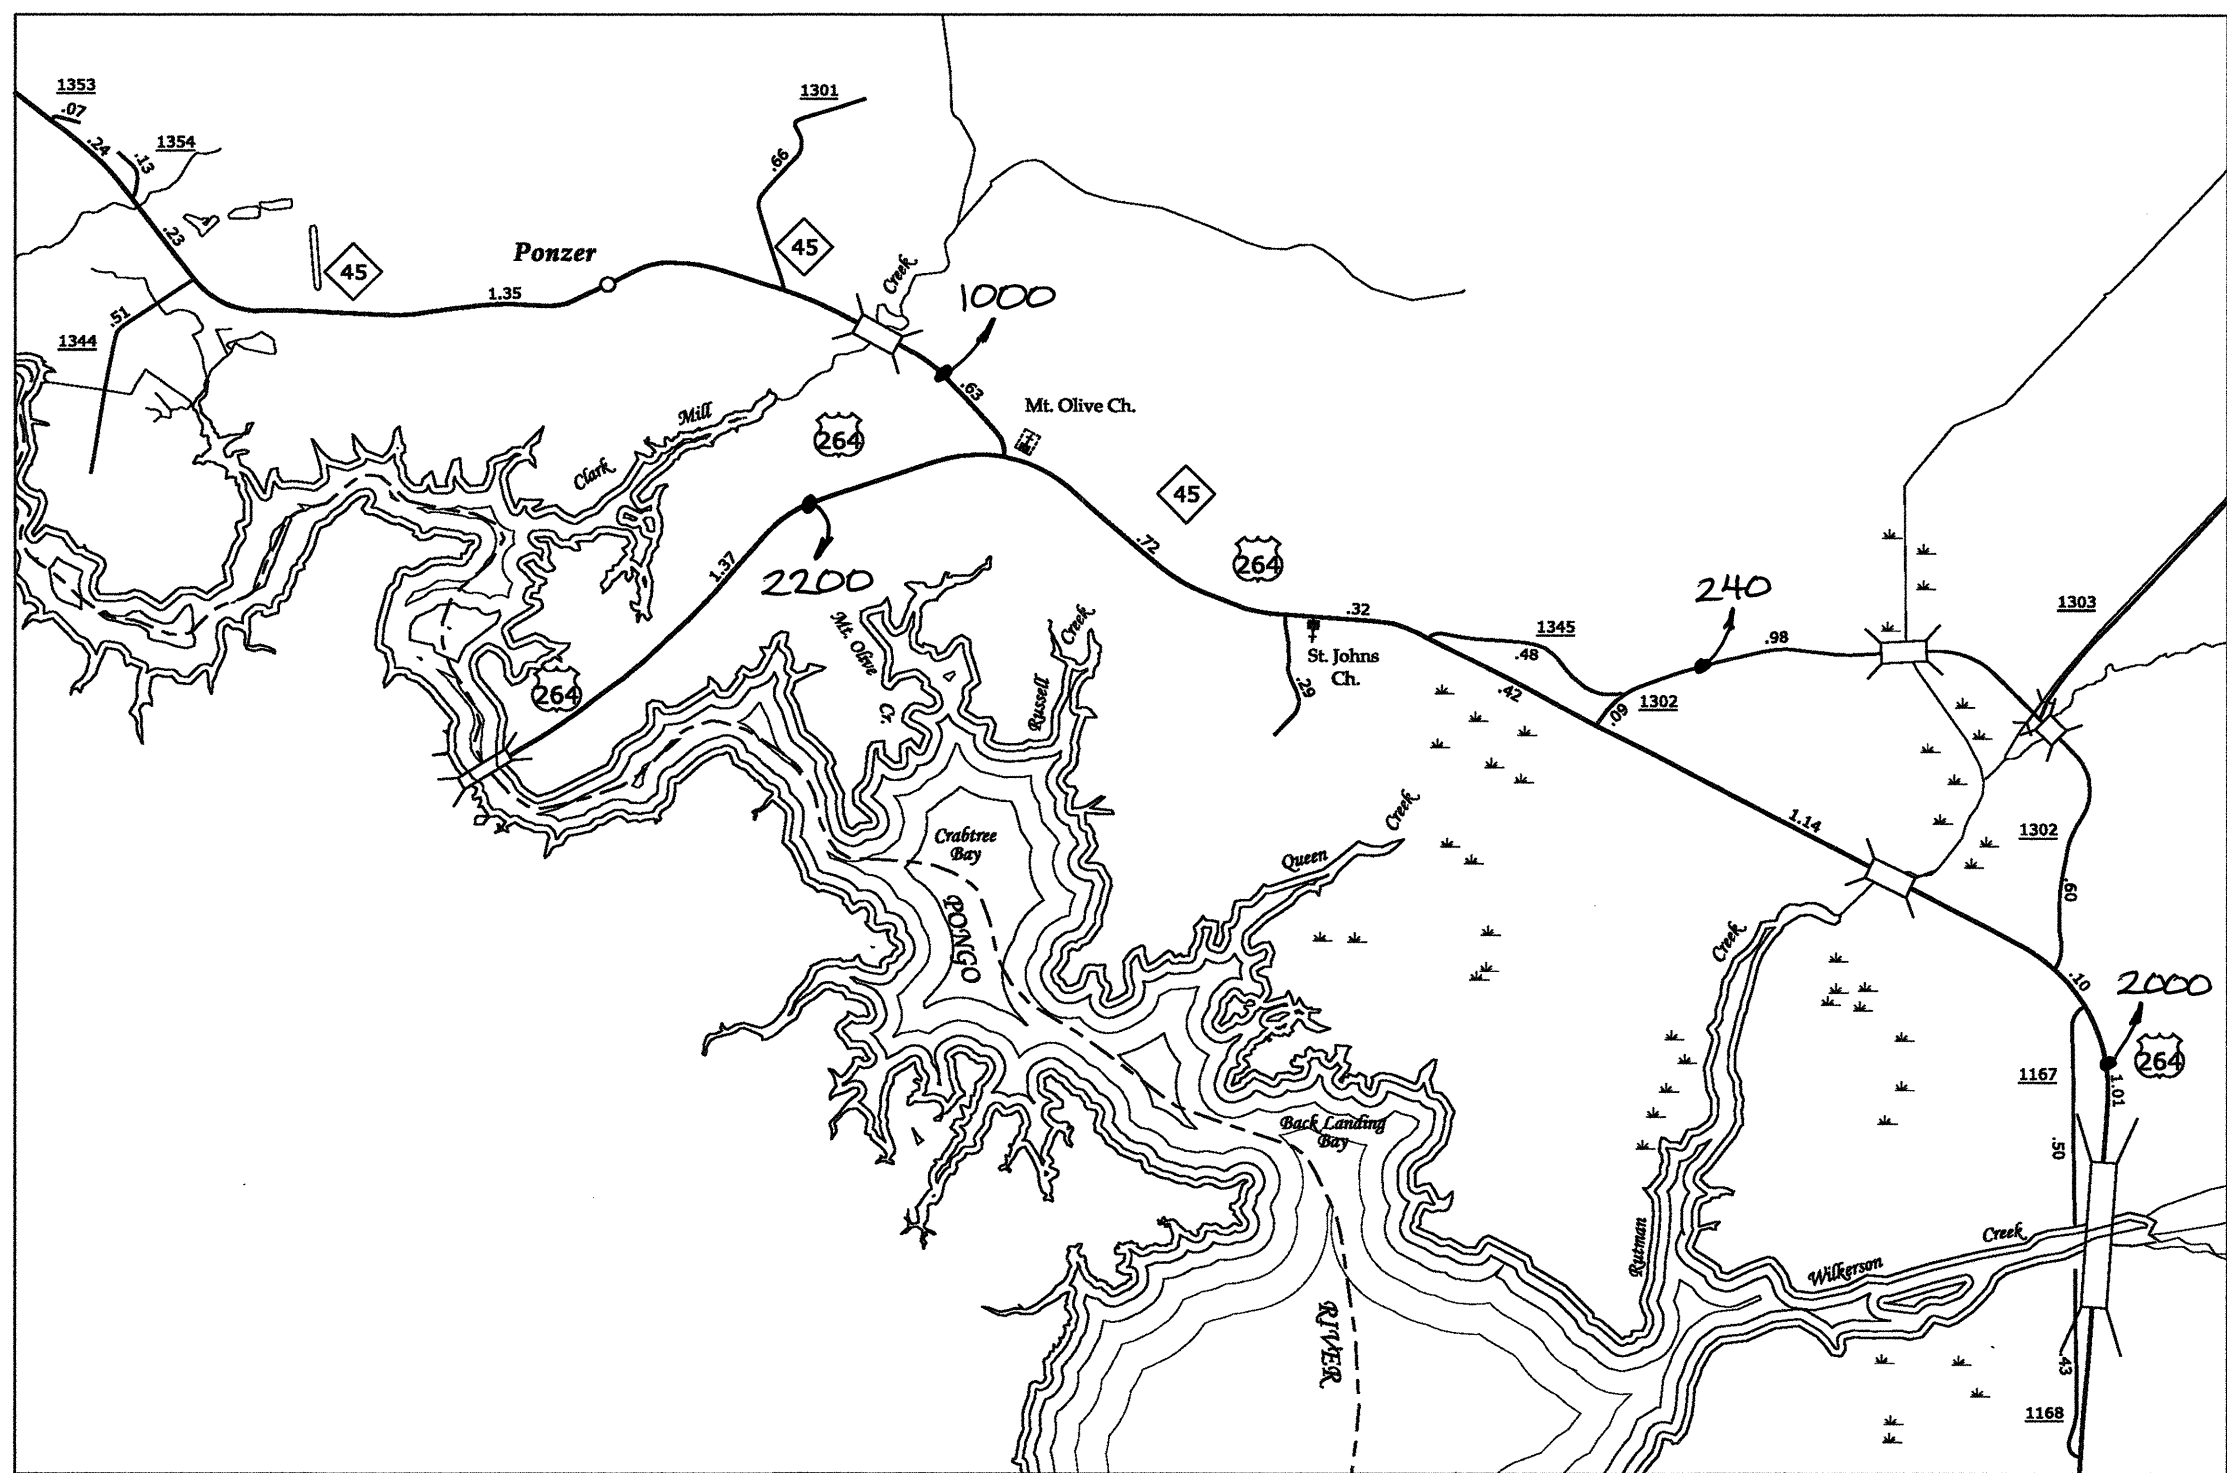 1353
.07
.24
1354
.13
.23
1301
.66
45
45
Ponzer
1.35
Creek
1000
.51
1344
.63
Mt. Olive Ch.
Mill
264
Clark
45
.72
264
1.37
2200
Mt. Olive
Cr.
Creek
Russell
.32
St. Johns
Ch.
.29
1345
.48
.42
240
.98
1302
.09
1303
264
1.14
1302
.60
Crabtree
Bay
PONGO
Queen
Creek
Creek
.10
2000
264
1.01
1167
.50
Back Landing
Bay
Rutman
Wilkerson
Creek
RIVER
.43
1168